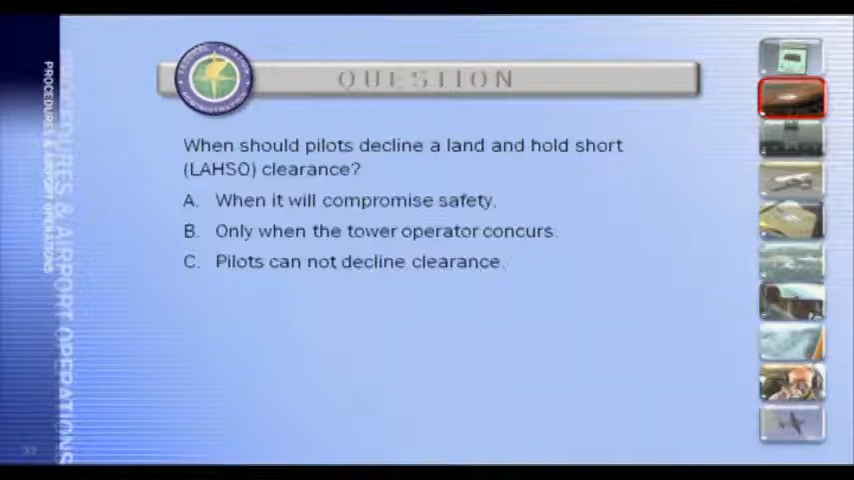 QUESTION
When should pilots decline a land and hold short
(LAHSO) clearance?
A. When it will compromise safety.
B. Only when the tower operator concurs.
C. Pilots can not decline clearance.
PROCEDURES & AIRPORT OPERATIONS
PROCEDURES & AIRPORT OPERATIONS